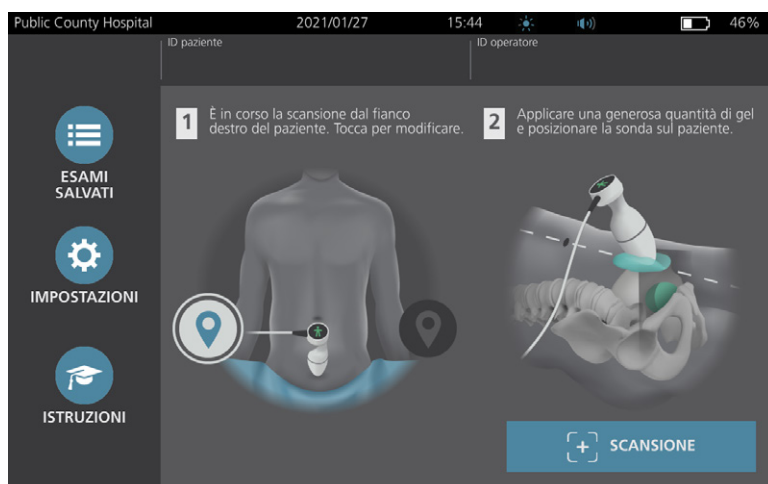 Public County Hospital 2021/01/27 15:44 46%
ID paziente ID operatore
1 È in corso la scansione dal fianco
destro del paziente. Tocca per modificare.
2 Applicare una generosa quantità di gel
e posizionare la sonda sul paziente.
ESAMI
SALVATI
IMPOSTAZIONI
ISTRUZIONI
SCANSIONE